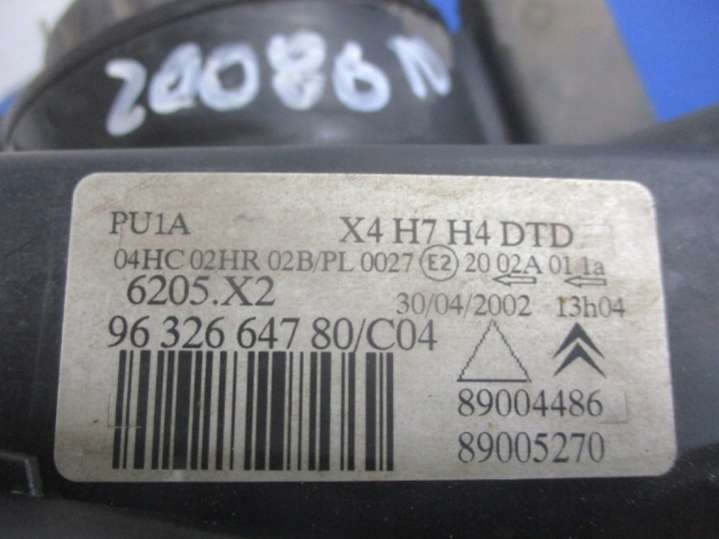 PU1A X4 H7 H4 DTD
04HC 02HR 02B/PL 0027 E2 20 02A 01 1a
6205.X2 30/04/2002 13h04
96 326 647 80/C04
89004486
89005270